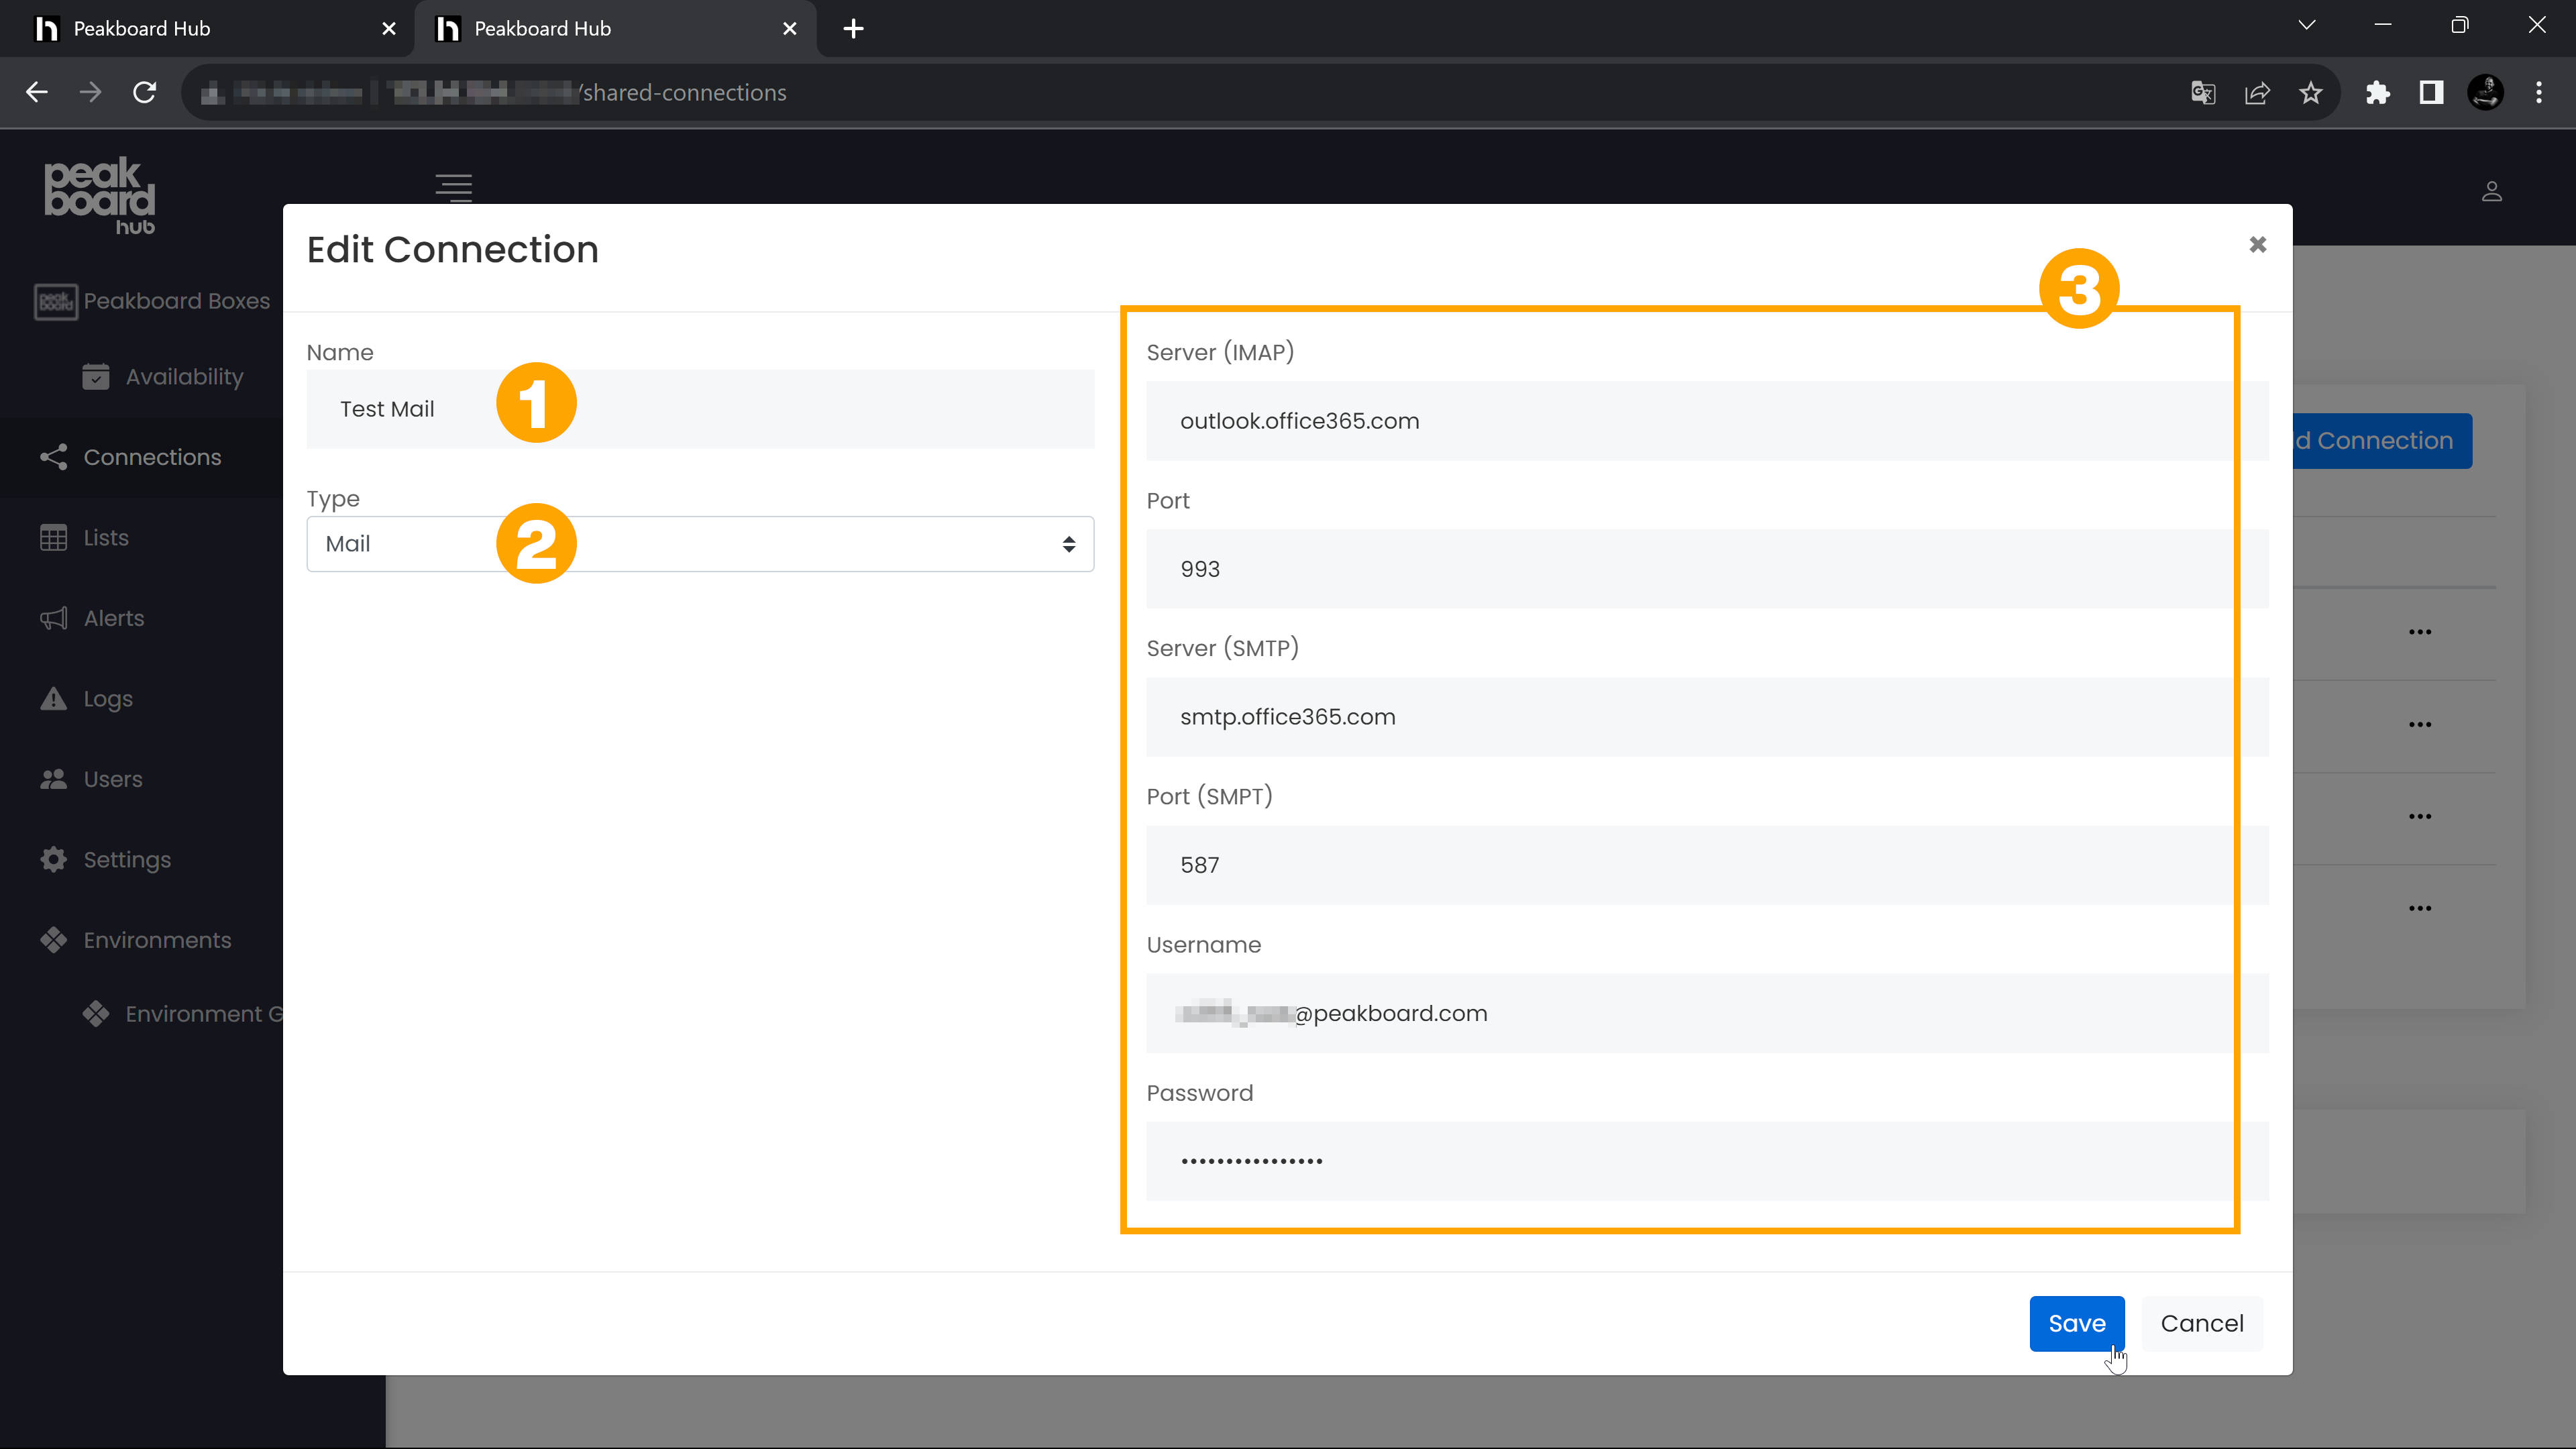 Peakboard Hub
Peakboard Hub
/shared-connections
peak
board
hub
Edit Connection
3
peak
board
Peakboard Boxes
Availability
Connections
Lists
Alerts
Logs
Users
Settings
Environments
Environment G
Name
Test Mail
1
Type
Mail
2
Server (IMAP)
outlook.office365.com
Port
993
Server (SMTP)
smtp.office365.com
Port (SMPT)
587
Username
@peakboard.com
Password
••••••••••••••••
d Connection
Save
Cancel